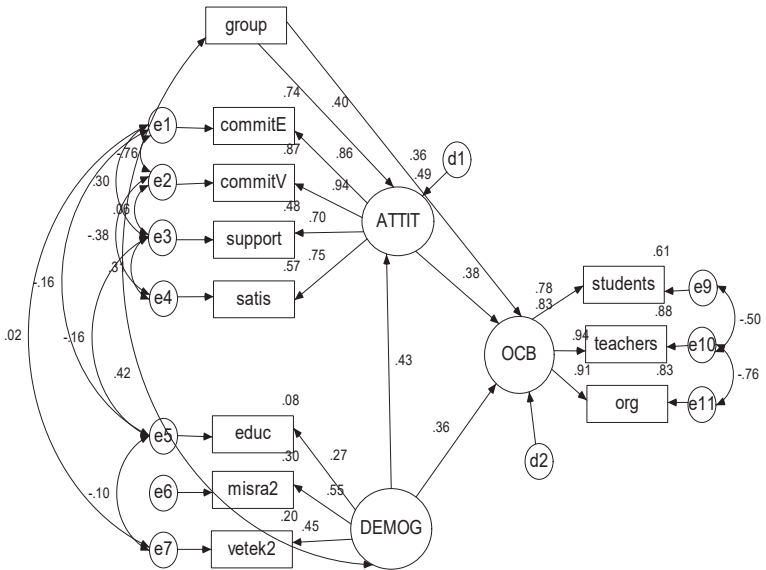 group
.74
.40
e1
commitE
-.76
.87
.86
.36
d1
.49
e2
commitV
.94
.30
.06
.48
ATTIT
.70
-.38
e3
support
.61
.3
.57
.75
.38
students
e9
.78
e4
satis
.83
.88
-.50
-.16
.02
-.16
.94
teachers
e10
OCB
.43
.91
.83
-.76
.42
org
e11
.08
.36
e5
educ
.30
.27
d2
-.10
e6
misra2
.55
.20
.45
DEMOG
e7
vetek2